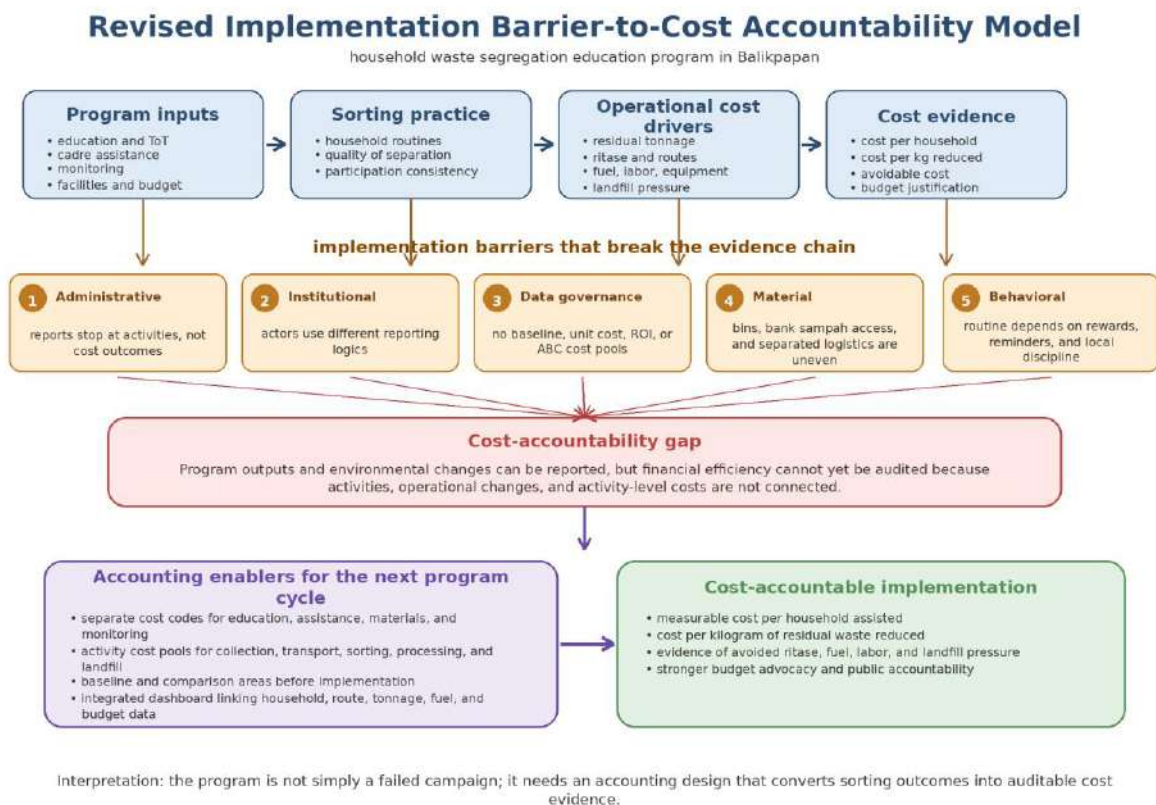 Revised Implementation Barrier-to-Cost Accountability Model
household waste segregation education program in Balikpapan
Program inputs
• education and ToT
• cadre assistance
• monitoring
• facilities and budget
Sorting practice
• household routines
• quality of separation
• participation consistency
Operational cost
drivers
• residual tonnage
• ritase and routes
• fuel, labor, equipment
• landfill pressure
Cost evidence
• cost per household
• cost per kg reduced
• avoidable cost
• budget justification
implementation barriers that break the evidence chain
1 Administrative
reports stop at activities, not
cost outcomes
2 Institutional
actors use different reporting
logics
3 Data governance
no baseline, unit cost, ROI, or
ABC cost pools
4 Material
bins, bank sampah access,
and separated logistics are
uneven
5 Behavioral
routine depends on rewards,
reminders, and local
discipline
Cost-accountability gap
Program outputs and environmental changes can be reported, but financial efficiency cannot yet be audited because
activities, operational changes, and activity-level costs are not connected.
Accounting enablers for the next program
cycle
• separate cost codes for education, assistance, materials, and
monitoring
• activity cost pools for collection, transport, sorting, processing, and
landfill
• baseline and comparison areas before implementation
• integrated dashboard linking household, route, tonnage, fuel, and
budget data
Cost-accountable implementation
• measurable cost per household assisted
• cost per kilogram of residual waste reduced
• evidence of avoided ritase, fuel, labor, and landfill pressure
• stronger budget advocacy and public accountability
Interpretation: the program is not simply a failed campaign; it needs an accounting design that converts sorting outcomes into auditable cost
evidence.